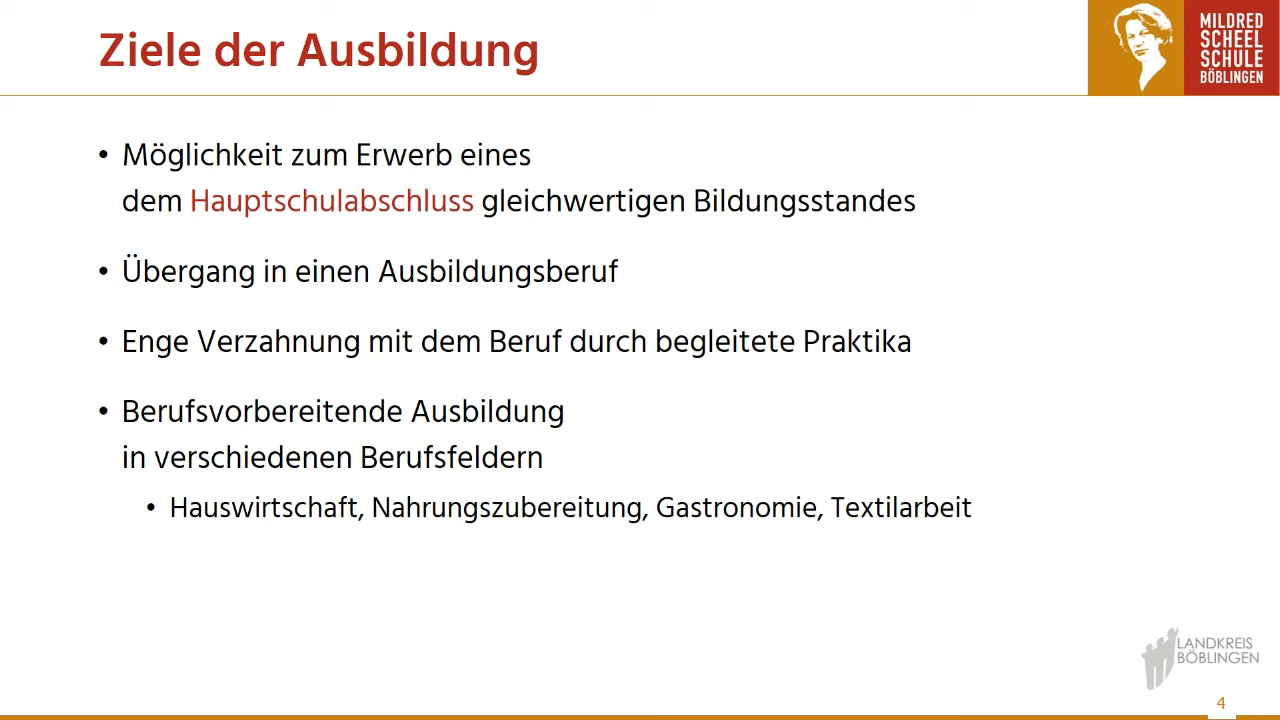 Ziele der Ausbildung
MILDRED
SCHEEL
SCHULE
BÖBLINGEN
• Möglichkeit zum Erwerb eines
dem Hauptschulabschluss gleichwertigen Bildungsstandes
• Übergang in einen Ausbildungsberuf
• Enge Verzahnung mit dem Beruf durch begleitete Praktika
• Berufsvorbereitende Ausbildung
in verschiedenen Berufsfeldern
• Hauswirtschaft, Nahrungszubereitung, Gastronomie, Textilarbeit
LANDKREIS
BÖBLINGEN
4